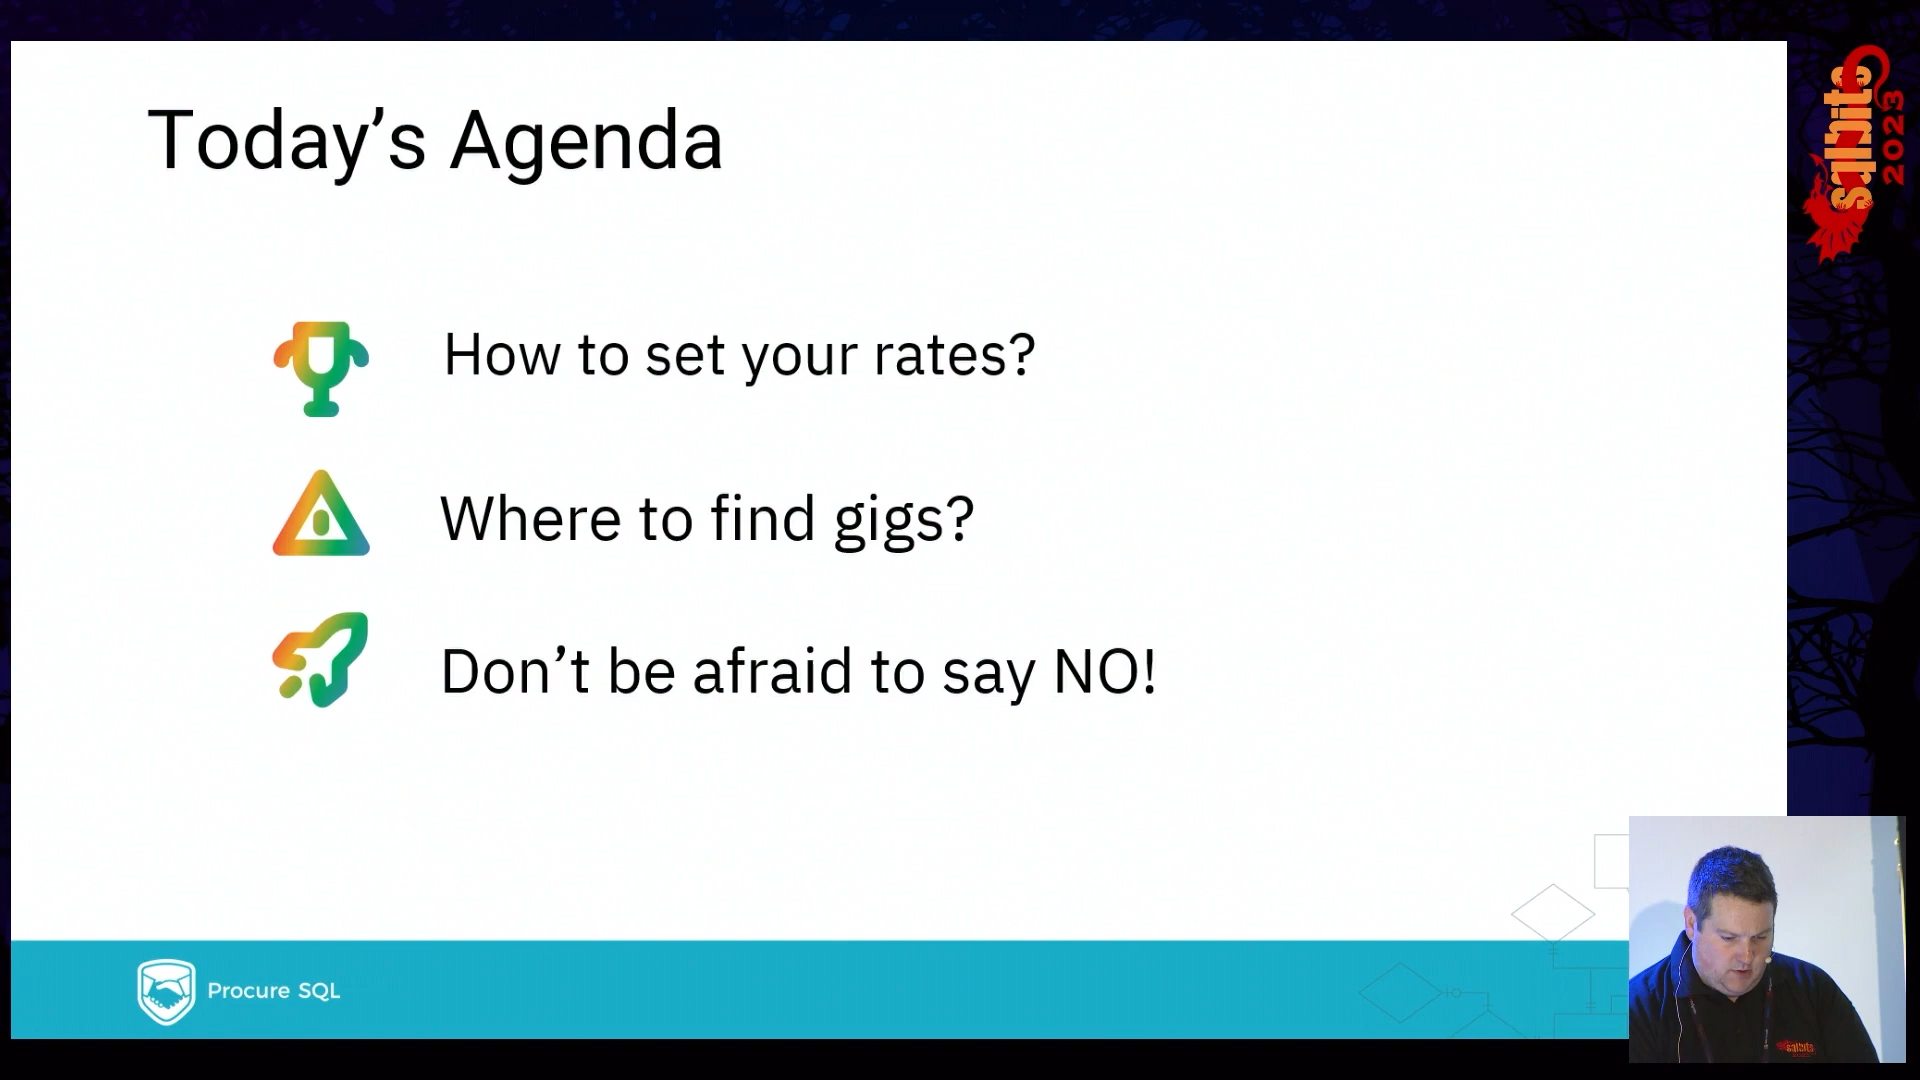 Today’s Agenda
How to set your rates?
Where to find gigs?
Don’t be afraid to say NO!
Procure SQL
sqlbits
2023
sqlbits